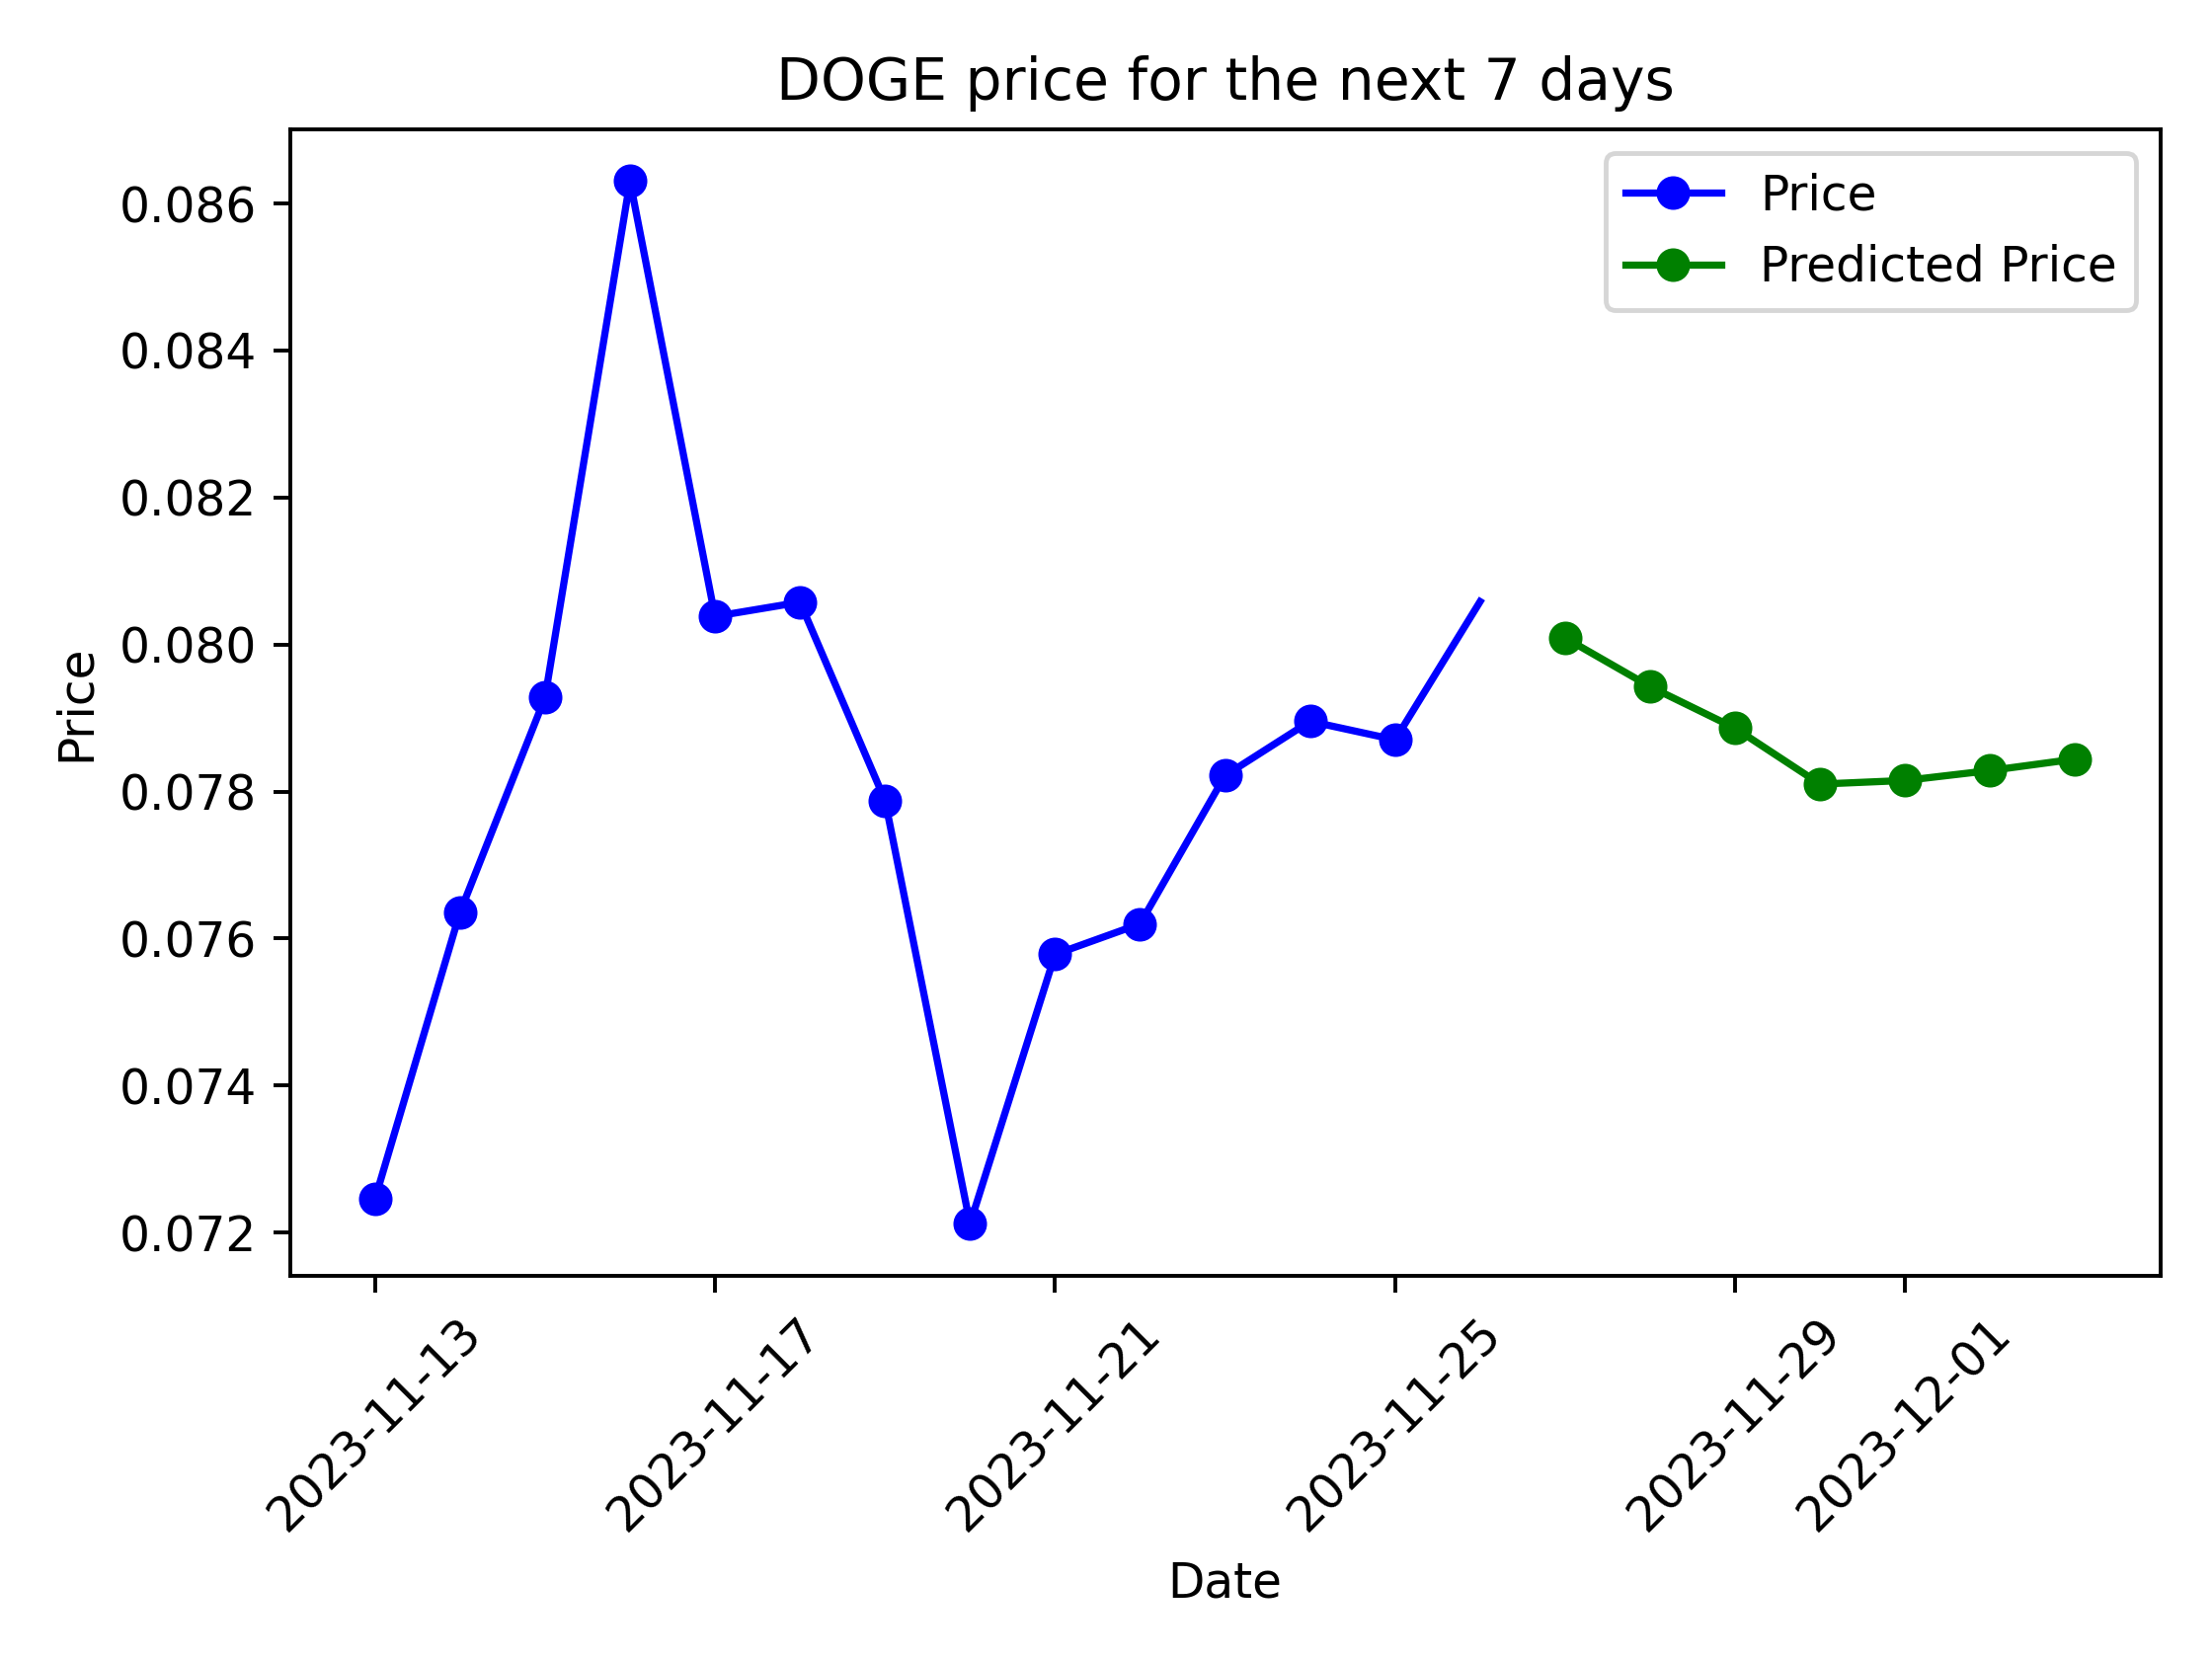 DOGE price for the next 7 days
Price
Predicted Price
0.086
0.084
0.082
0.080
0.078
0.076
0.074
0.072
Price
2023-11-13
2023-11-17
2023-11-21
2023-11-25
2023-11-29
2023-12-01
Date